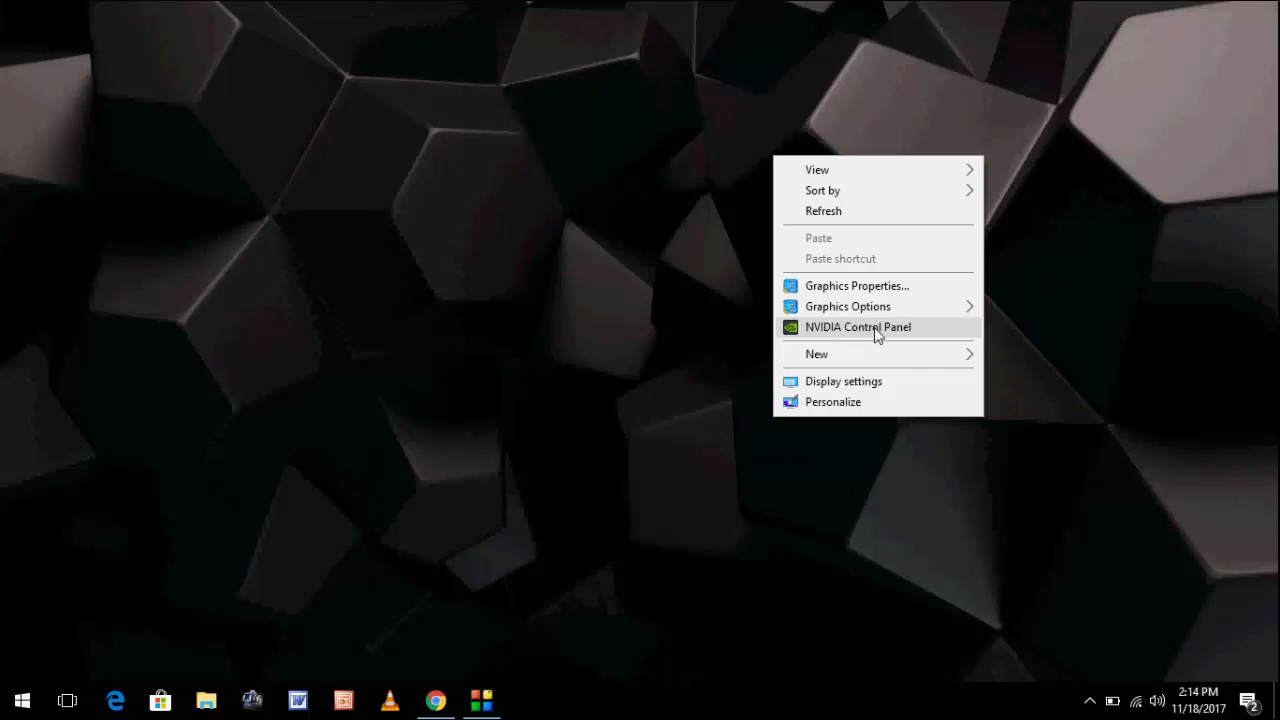 View
Sort by
Refresh
Paste
Paste shortcut
Graphics Properties...
Graphics Options
NVIDIA Control Panel
New
Display settings
Personalize
2:14 PM
11/18/2017
2